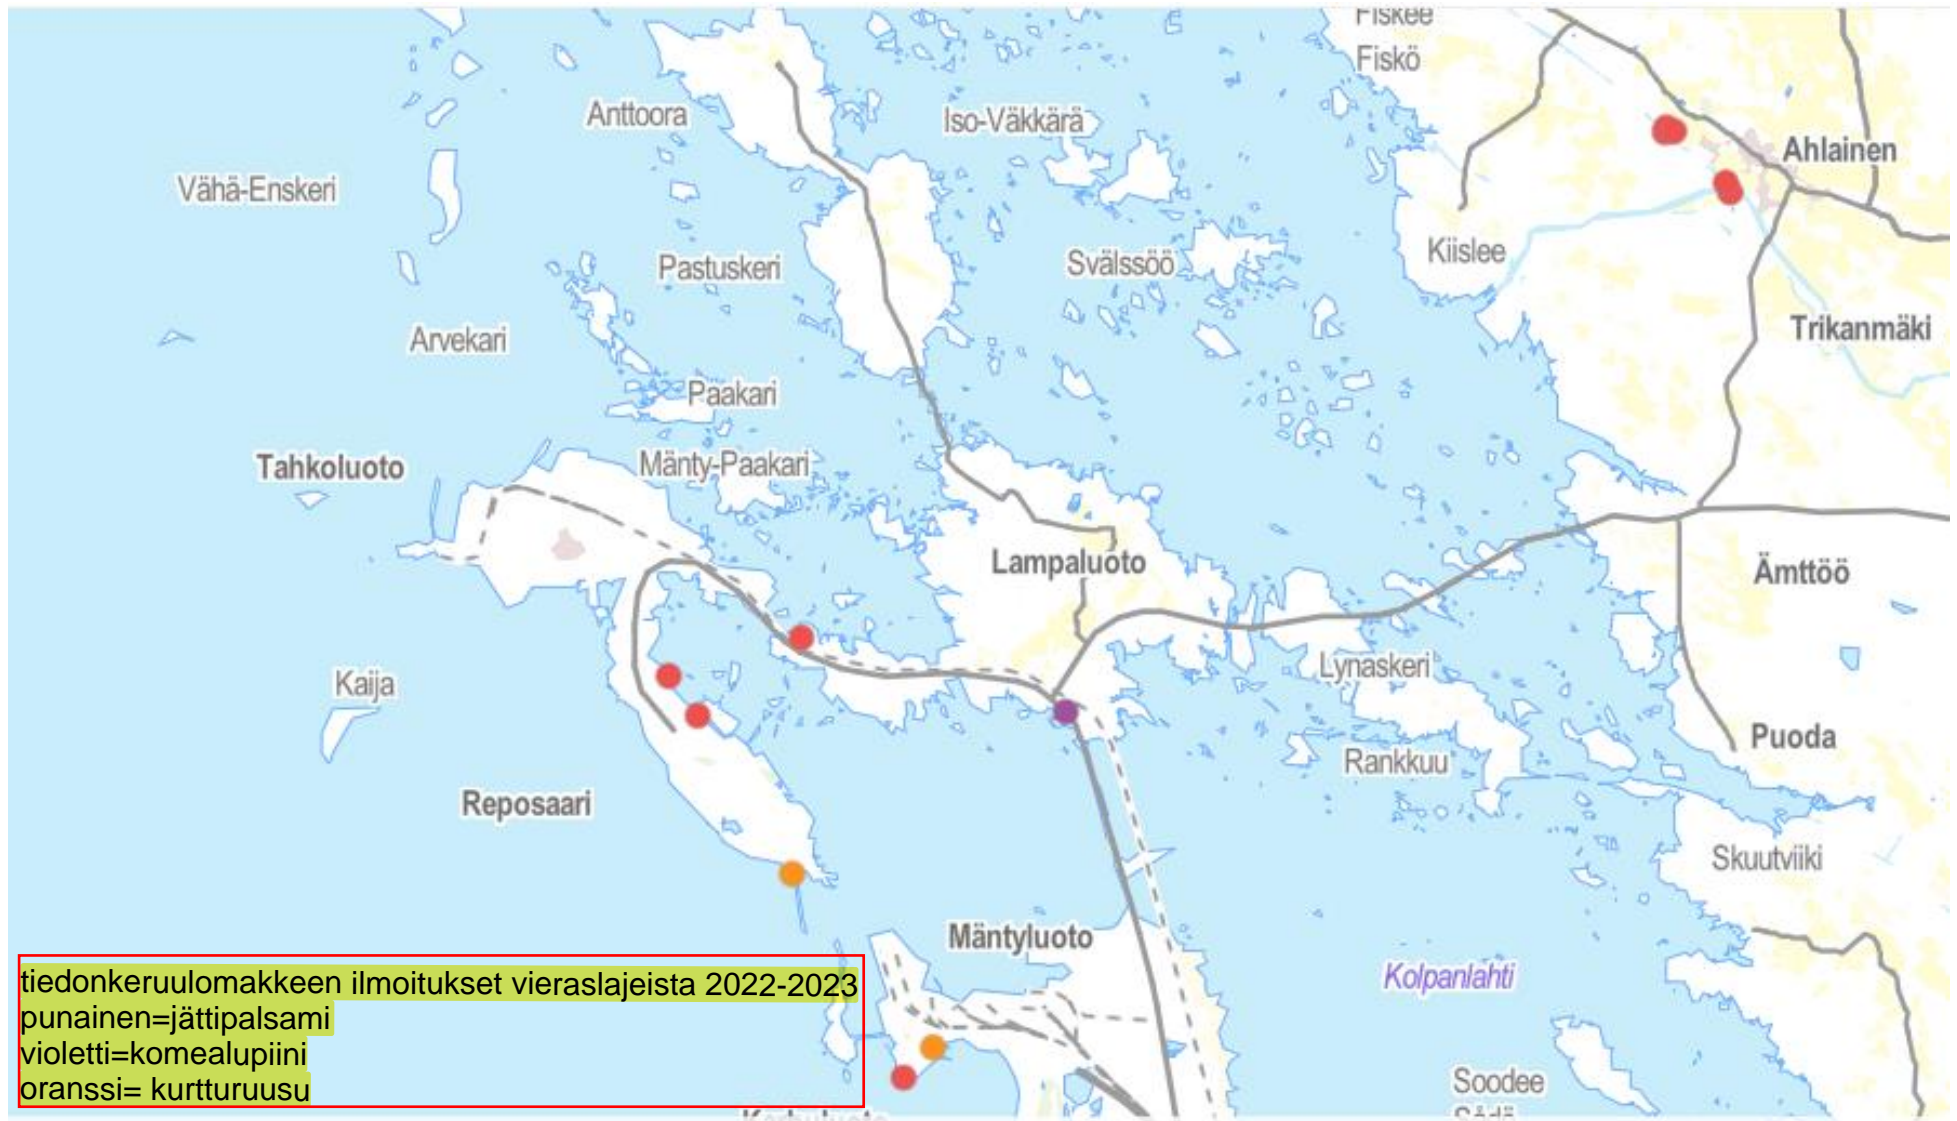 Fiskee
Fiskö
Anttoora
Iso-Väkkärä
Ahlainen
Vähä-Enskeri
Kiislee
Pastuskeri
Svälssöö
Arvekari
Trikanmäki
Paakari
Tahkoluoto
Mänty-Paakari
Lampaluoto
Ämttöö
Lynaskeri
Kaija
Puoda
Rankkuu
Reposaari
Skuutviiki
Mäntyluoto
Kolpanlahti
tiedonkeruulomakkeen ilmoitukset vieraslajeista 2022-2023
punainen=jättipalsami
violetti=komealupiini
oranssi= kurtturuusu
Soodee